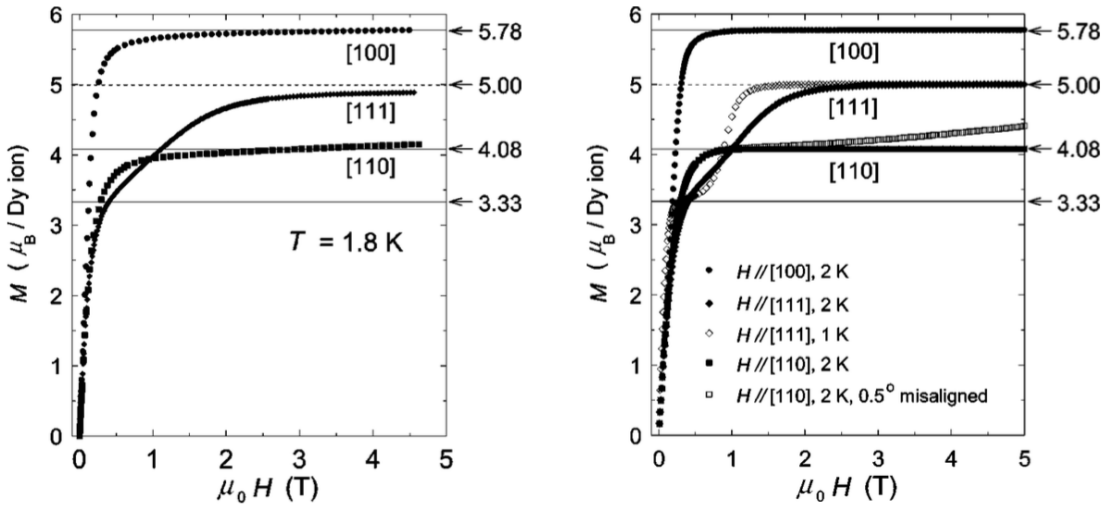 6
5
4
3
2
1
0
M ( μB / Dy ion)
[100]
[111]
[110]
T = 1.8 K
5.78
5.00
4.08
3.33
0 1 2 3 4 5
μ0 H (T)
6
5
4
3
2
1
0
M ( μB / Dy ion)
[100]
[111]
[110]
H // [100], 2 K
H // [111], 2 K
H // [111], 1 K
H // [110], 2 K
H // [110], 2 K, 0.5° misaligned
5.78
5.00
4.08
3.33
0 1 2 3 4 5
μ0 H (T)